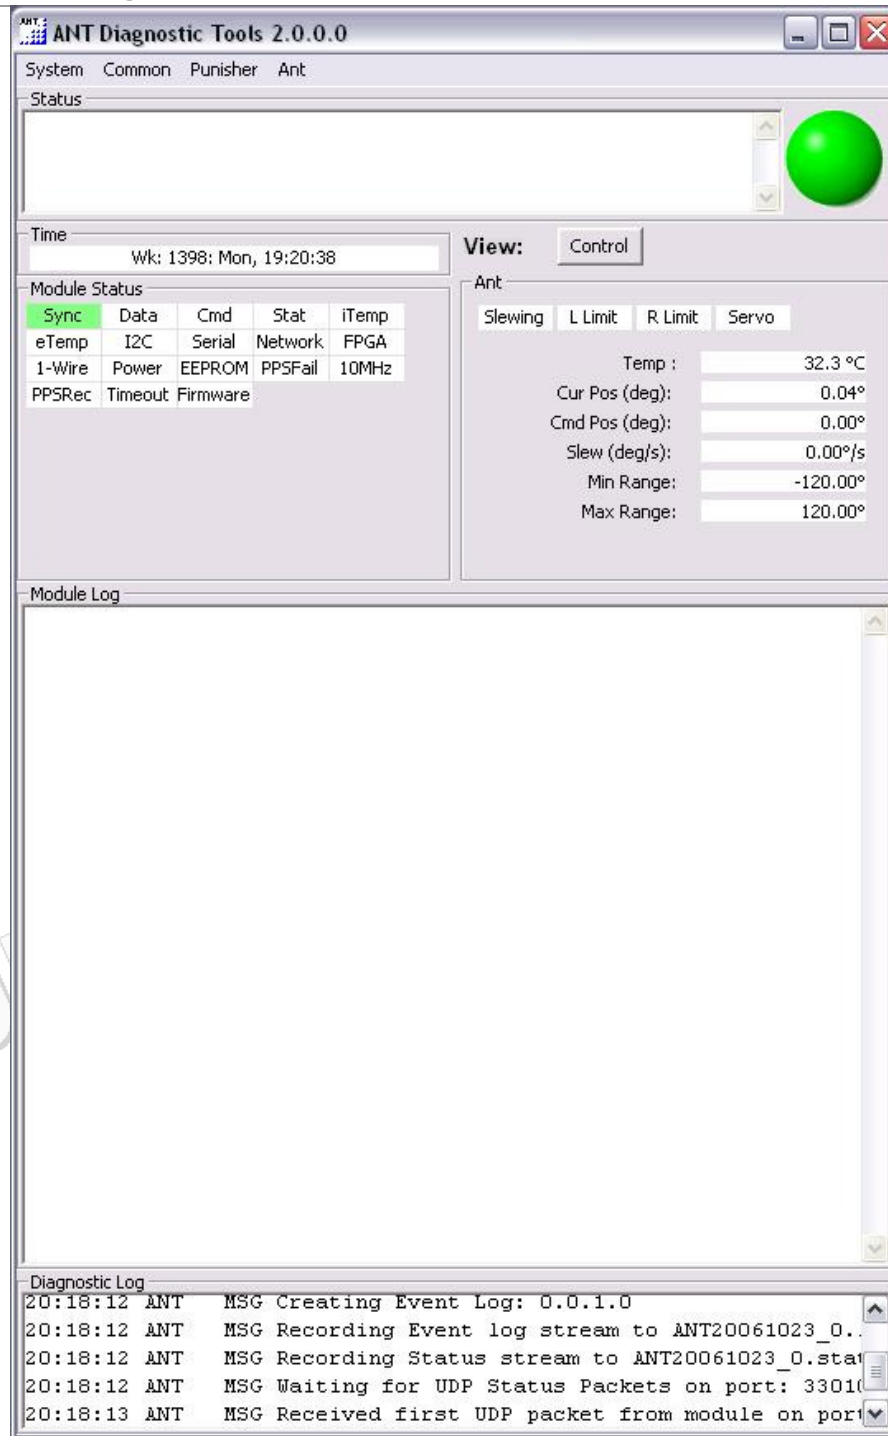 ANT Diagnostic Tools 2.0.0.0
System Common Punisher Ant
Status
Time
Wk: 1398: Mon, 19:20:38
View: Control
Module Status
Sync Data Cmd Stat iTemp
eTemp I2C Serial Network FPGA
1-Wire Power EEPROM PPSFail 10MHz
PPSRec Timeout Firmware
Ant
Slewing L Limit R Limit Servo
Temp : 32.3 °C
Cur Pos (deg): 0.04°
Cmd Pos (deg): 0.00°
Slew (deg/s): 0.00°/s
Min Range: -120.00°
Max Range: 120.00°
Module Log
Diagnostic Log
20:18:12 ANT MSG Creating Event Log: 0.0.1.0
20:18:12 ANT MSG Recording Event log stream to ANT20061023_0..
20:18:12 ANT MSG Recording Status stream to ANT20061023_0.stat
20:18:12 ANT MSG Waiting for UDP Status Packets on port: 3301
20:18:13 ANT MSG Received first UDP packet from module on port